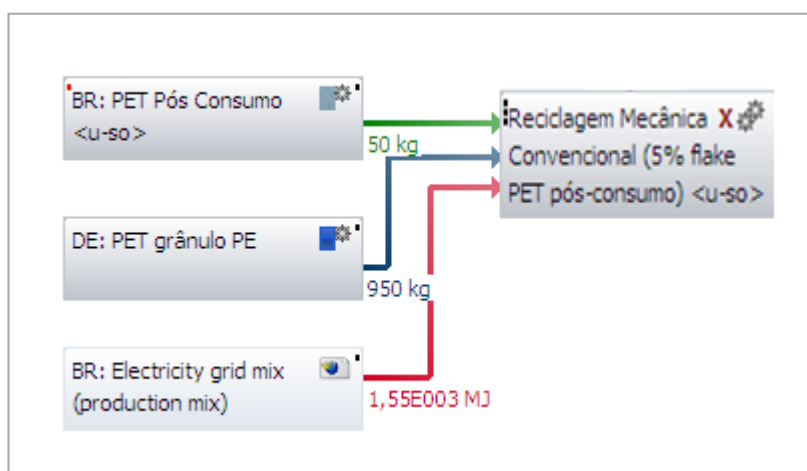 BR: PET Pós Consumo
<u-so>
50 kg
Reciclagem Mecânica X
Convencional (5% flake
PET pós-consumo) <u-so>
DE: PET grânulo PE
950 kg
BR: Electricity grid mix
(production mix)
1,55E003 MJ